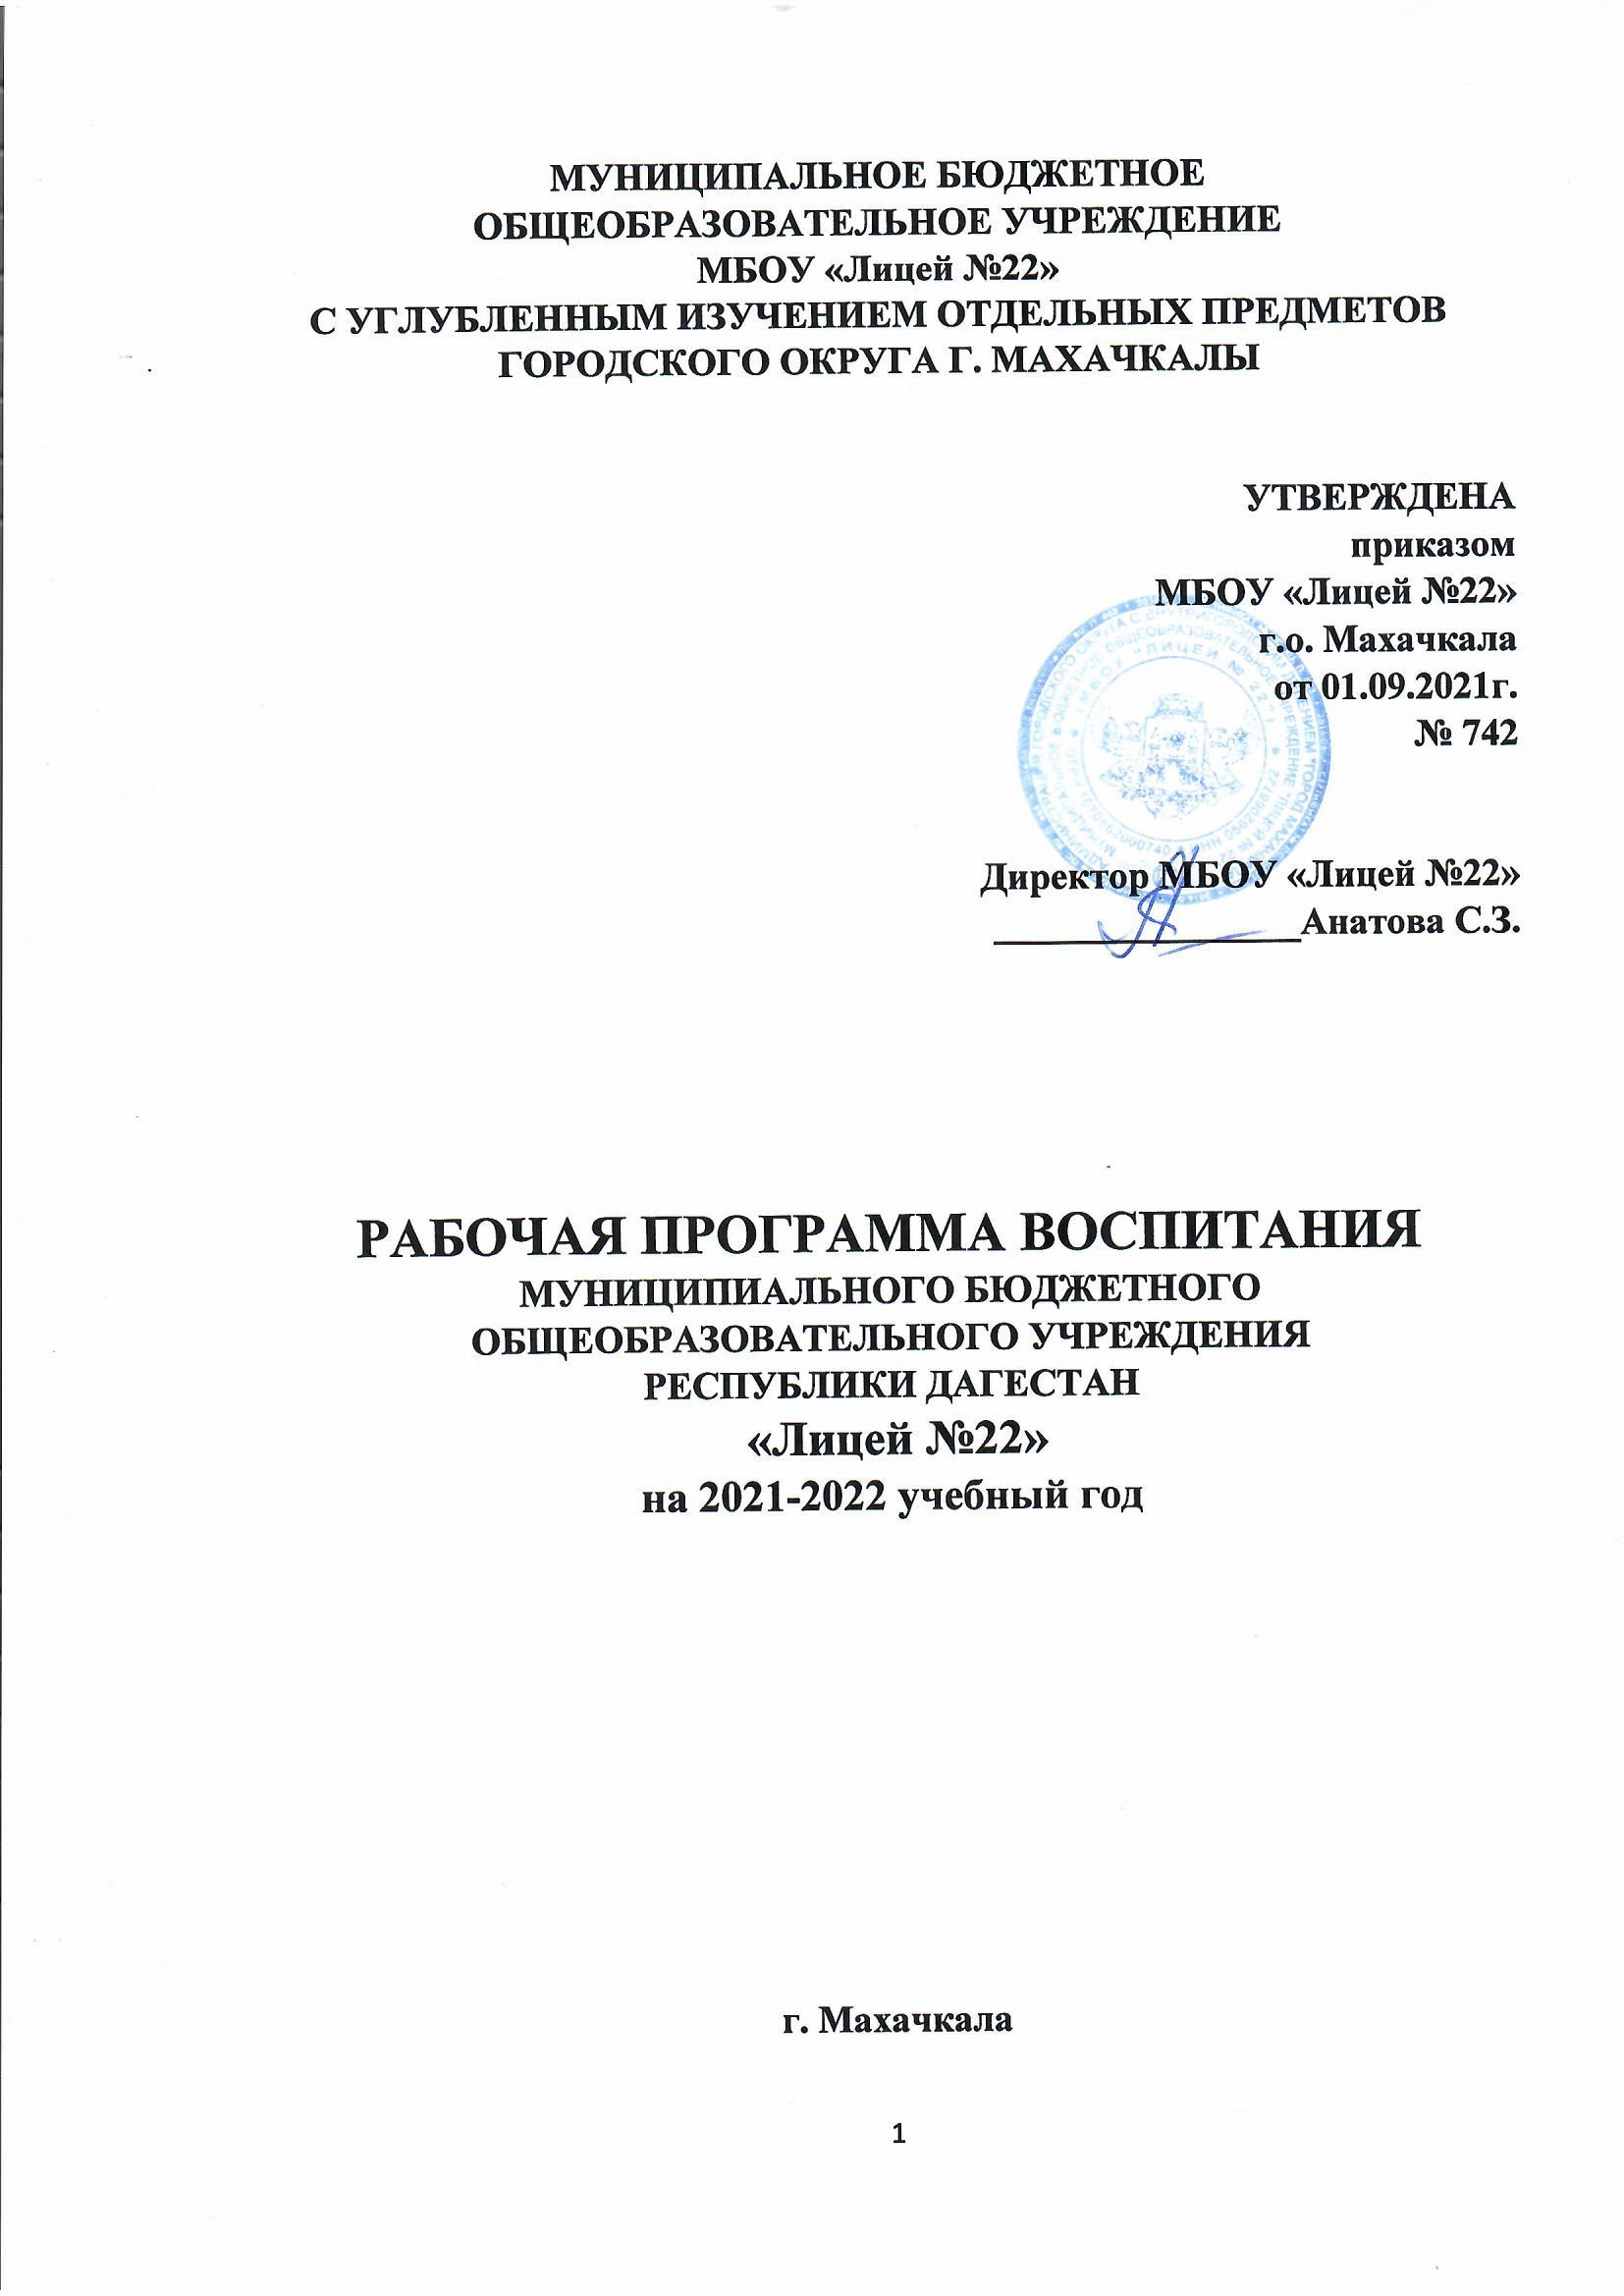 МУНИЦИПАЛЬНОЕ БЮДЖЕТНОЕ
ОБЩЕОБРАЗОВАТЕЛЬНОЕ УЧРЕЖДЕНИЕ
МБОУ «Лицей №22»
С УГЛУБЛЕННЫМ ИЗУЧЕНИЕМ ОТДЕЛЬНЫХ ПРЕДМЕТОВ
ГОРОДСКОГО ОКРУГА Г. МАХАЧКАЛЫ
УТВЕРЖДЕНА
приказом
МБОУ «Лицей №22»
г.о. Махачкала
от 01.09.2021г.
№ 742
Директор МБОУ «Лицей №22»
________________Анатова С.З.
РАБОЧАЯ ПРОГРАММА ВОСПИТАНИЯ
МУНИЦИПИАЛЬНОГО БЮДЖЕТНОГО
ОБЩЕОБРАЗОВАТЕЛЬНОГО УЧРЕЖДЕНИЯ
РЕСПУБЛИКИ ДАГЕСТАН
«Лицей №22»
на 2021-2022 учебный год
г. Махачкала
1